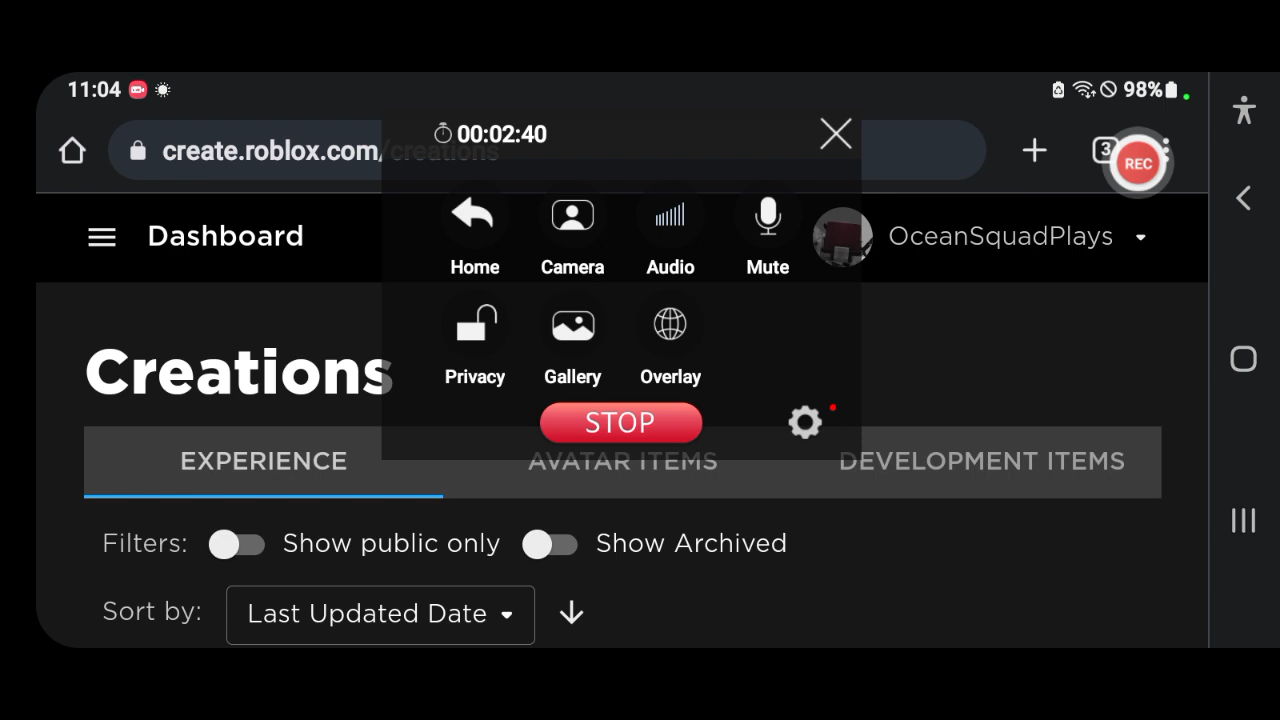 11:04 98%
00:02:40
create.roblox.com/creations 3 REC
Dashboard OceanSquadPlays
Home Camera Audio Mute
Privacy Gallery Overlay
Creations
STOP
EXPERIENCE AVATAR ITEMS DEVELOPMENT ITEMS
Filters: Show public only Show Archived
Sort by: Last Updated Date